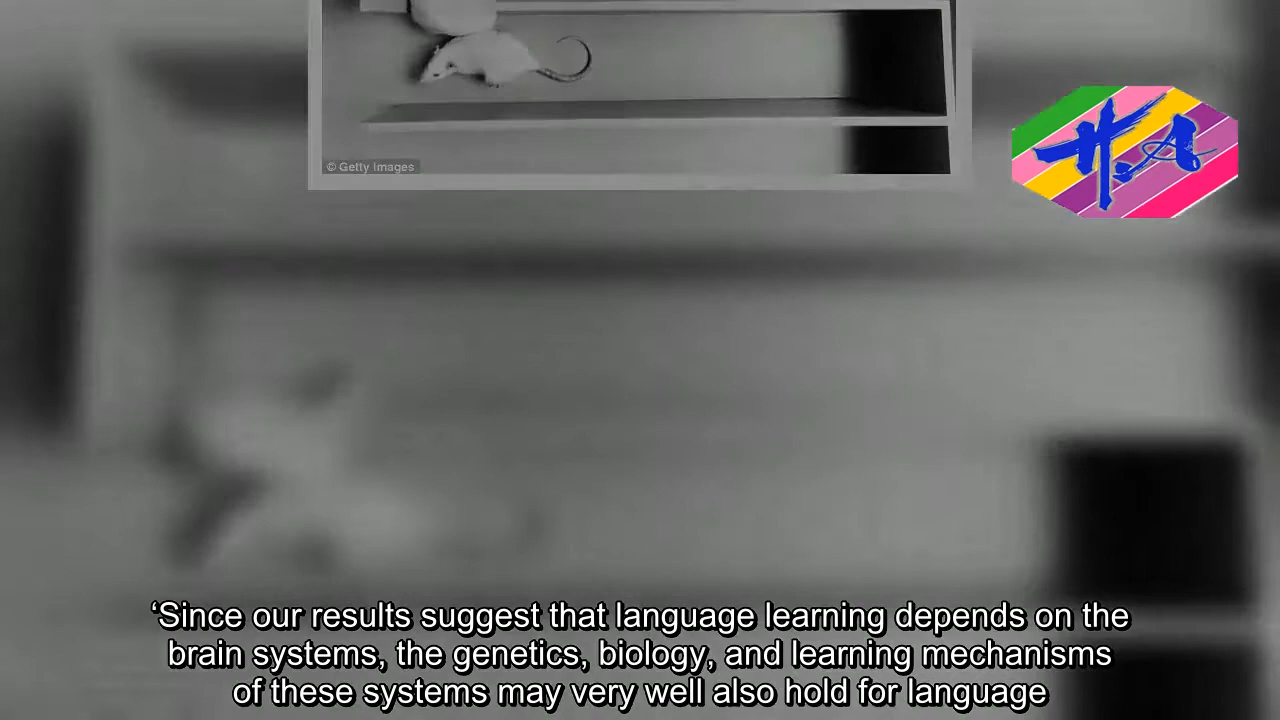 © Getty Images
H.A
‘Since our results suggest that language learning depends on the
brain systems, the genetics, biology, and learning mechanisms
of these systems may very well also hold for language